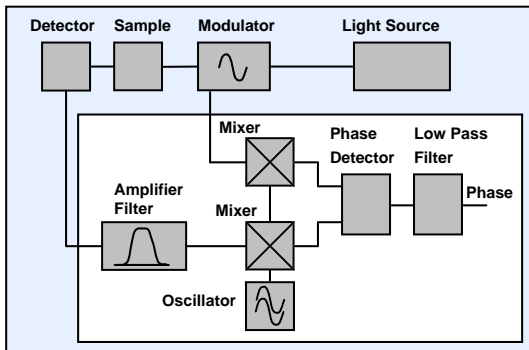 Detector
Sample
Modulator
Light Source
Mixer
Phase
Detector
Low Pass
Filter
Phase
Amplifier
Filter
Mixer
Oscillator